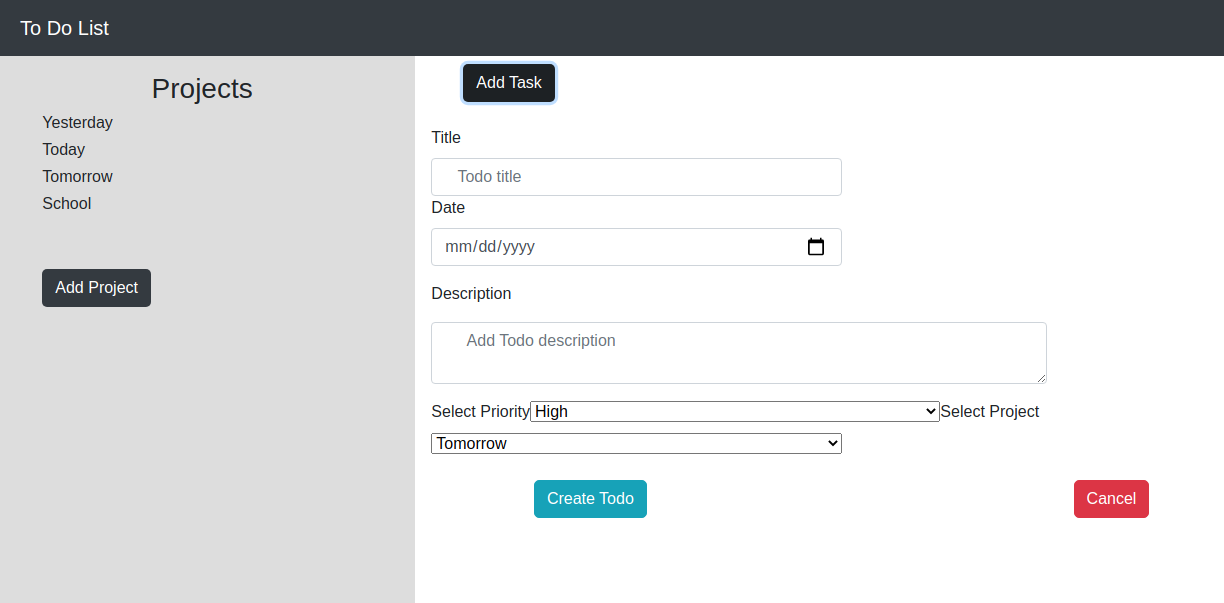 To Do List
Projects
Yesterday
Today
Tomorrow
School
Add Project
Add Task
Title
Todo title
Date
mm/dd/yyyy
Description
Add Todo description
Select Priority High Select Project
Tomorrow
Create Todo Cancel